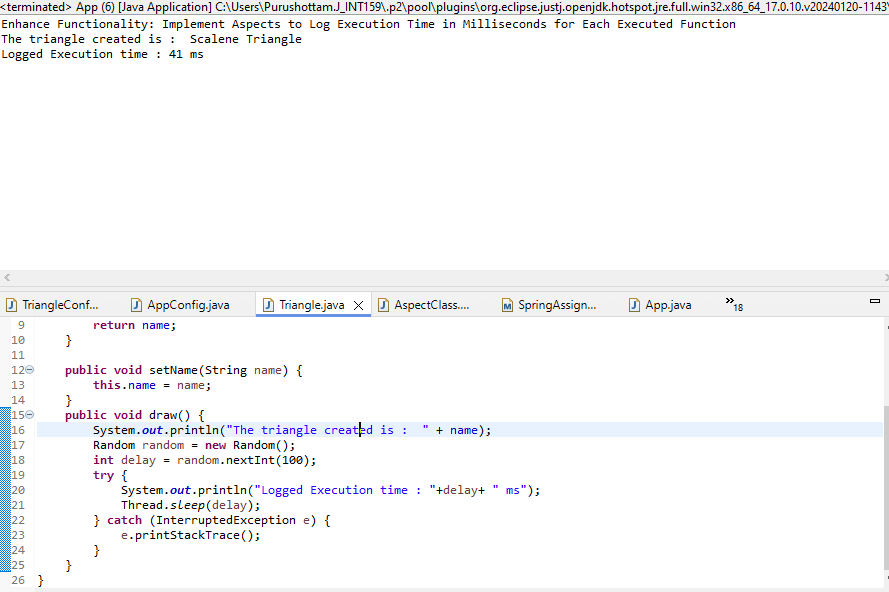 <terminated> App (6) [Java Application] C:\Users\Purushottam.J_INT159\.p2\pool\plugins\org.eclipse.justj.openjdk.hotspot.jre.full.win32.x86_64_17.0.10.v20240120-1143\
Enhance Functionality: Implement Aspects to Log Execution Time in Milliseconds for Each Executed Function
The triangle created is :  Scalene Triangle
Logged Execution time : 41 ms
TriangleConf... AppConfig.java Triangle.java AspectClass.... SpringAssign... App.java »18
9         return name;
10     }
11
12     public void setName(String name) {
13         this.name = name;
14     }
15     public void draw() {
16         System.out.println("The triangle created is :  " + name);
17         Random random = new Random();
18         int delay = random.nextInt(100);
19         try {
20             System.out.println("Logged Execution time : "+delay+ " ms");
21             Thread.sleep(delay);
22         } catch (InterruptedException e) {
23             e.printStackTrace();
24         }
25     }
26 }